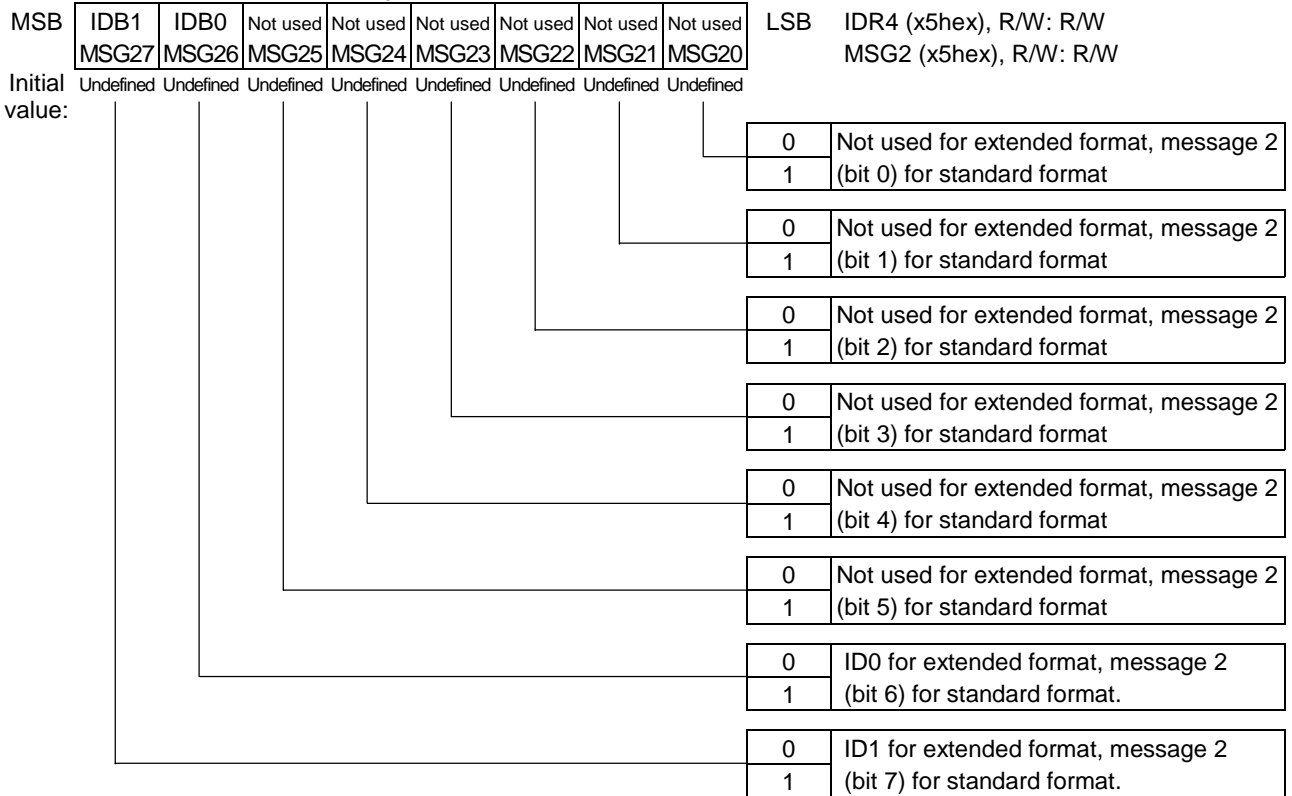 MSB IDB1 IDB0 Not used Not used Not used Not used Not used Not used LSB IDR4 (x5hex), R/W: R/W
MSG27 MSG26 MSG25 MSG24 MSG23 MSG22 MSG21 MSG20 MSG2 (x5hex), R/W: R/W
Initial Undefined Undefined Undefined Undefined Undefined Undefined Undefined Undefined
value:
0 Not used for extended format, message 2
1 (bit 0) for standard format
0 Not used for extended format, message 2
1 (bit 1) for standard format
0 Not used for extended format, message 2
1 (bit 2) for standard format
0 Not used for extended format, message 2
1 (bit 3) for standard format
0 Not used for extended format, message 2
1 (bit 4) for standard format
0 Not used for extended format, message 2
1 (bit 5) for standard format
0 ID0 for extended format, message 2
1 (bit 6) for standard format.
0 ID1 for extended format, message 2
1 (bit 7) for standard format.